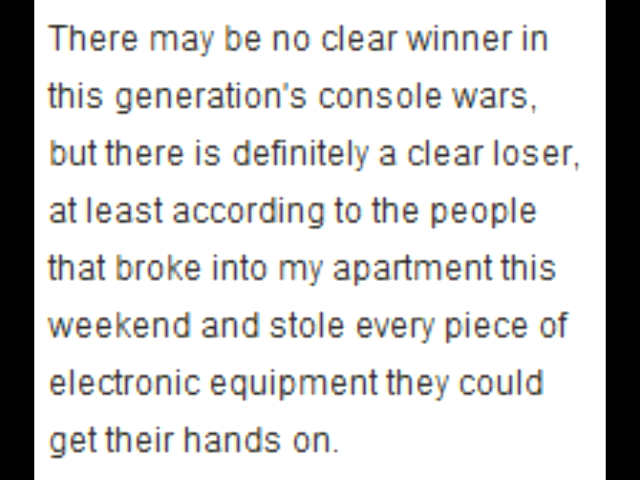 There may be no clear winner in
this generation's console wars,
but there is definitely a clear loser,
at least according to the people
that broke into my apartment this
weekend and stole every piece of
electronic equipment they could
get their hands on.